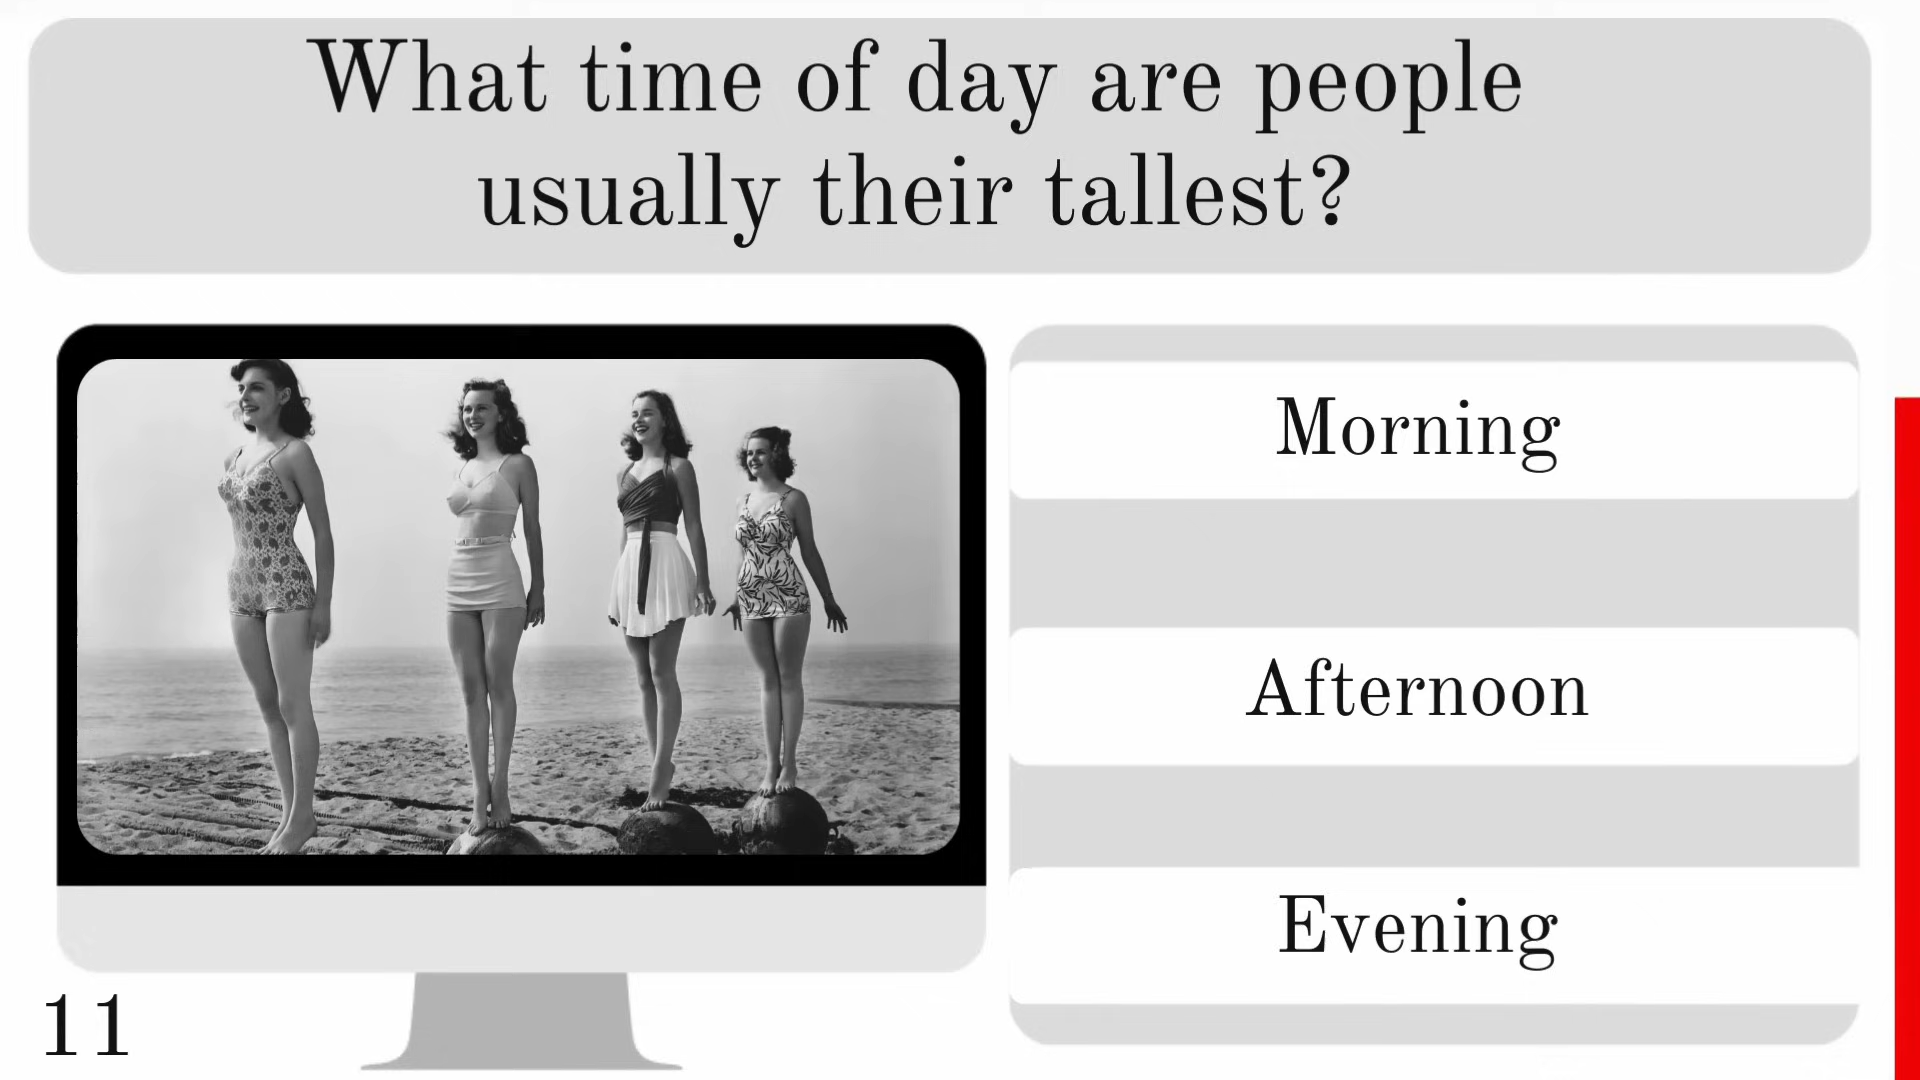 What time of day are people
usually their tallest?
Morning
Afternoon
Evening
11